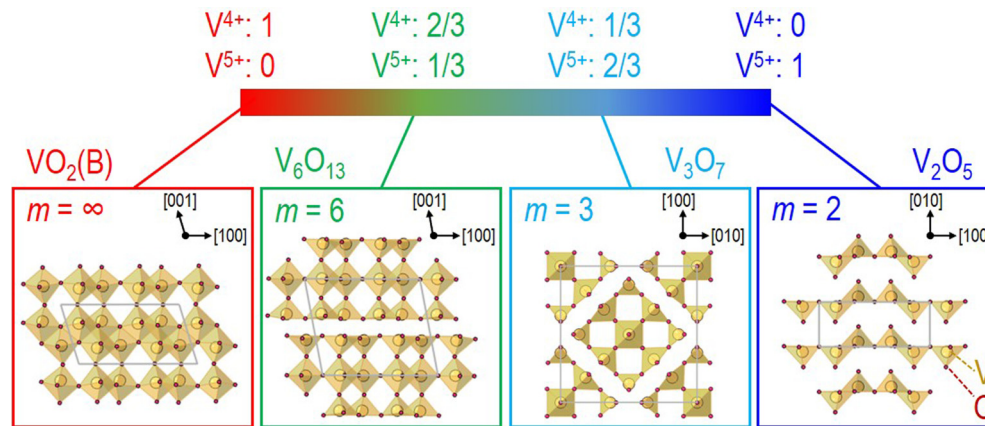 V⁴⁺: 1
V⁵⁺: 0
V⁴⁺: 2/3
V⁵⁺: 1/3
V⁴⁺: 1/3
V⁵⁺: 2/3
V⁴⁺: 0
V⁵⁺: 1
VO₂(B)
V₆O₁₃
V₃O₇
V₂O₅
m = ∞
[001]
[100]
m = 6
[001]
[100]
m = 3
[100]
[010]
m = 2
[010]
[100
V
O